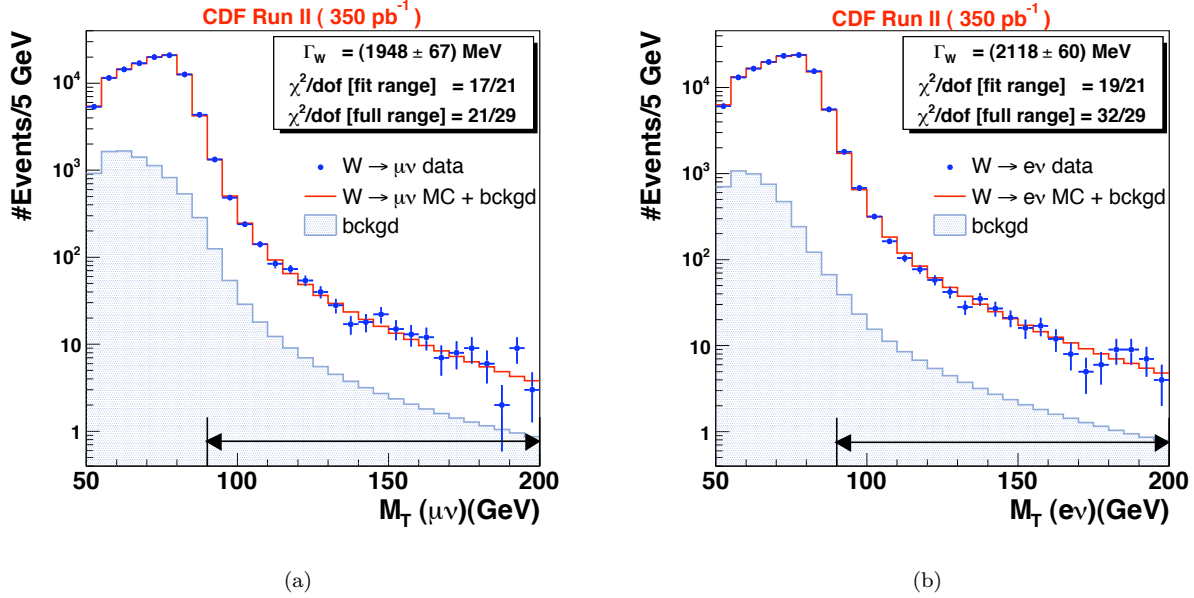 CDF Run II ( 350 pb⁻¹)
Γ_W = (1948 ± 67) MeV
χ²/dof [fit range] = 17/21
χ²/dof [full range] = 21/29
W → μν data
W → μν MC + bckgd
bckgd
#Events/5 GeV
10⁴
10³
10²
10
1
50 100 150 200
M_T (μν)(GeV)
(a)
CDF Run II ( 350 pb⁻¹)
Γ_W = (2118 ± 60) MeV
χ²/dof [fit range] = 19/21
χ²/dof [full range] = 32/29
W → eν data
W → eν MC + bckgd
bckgd
#Events/5 GeV
10⁴
10³
10²
10
1
50 100 150 200
M_T (eν)(GeV)
(b)